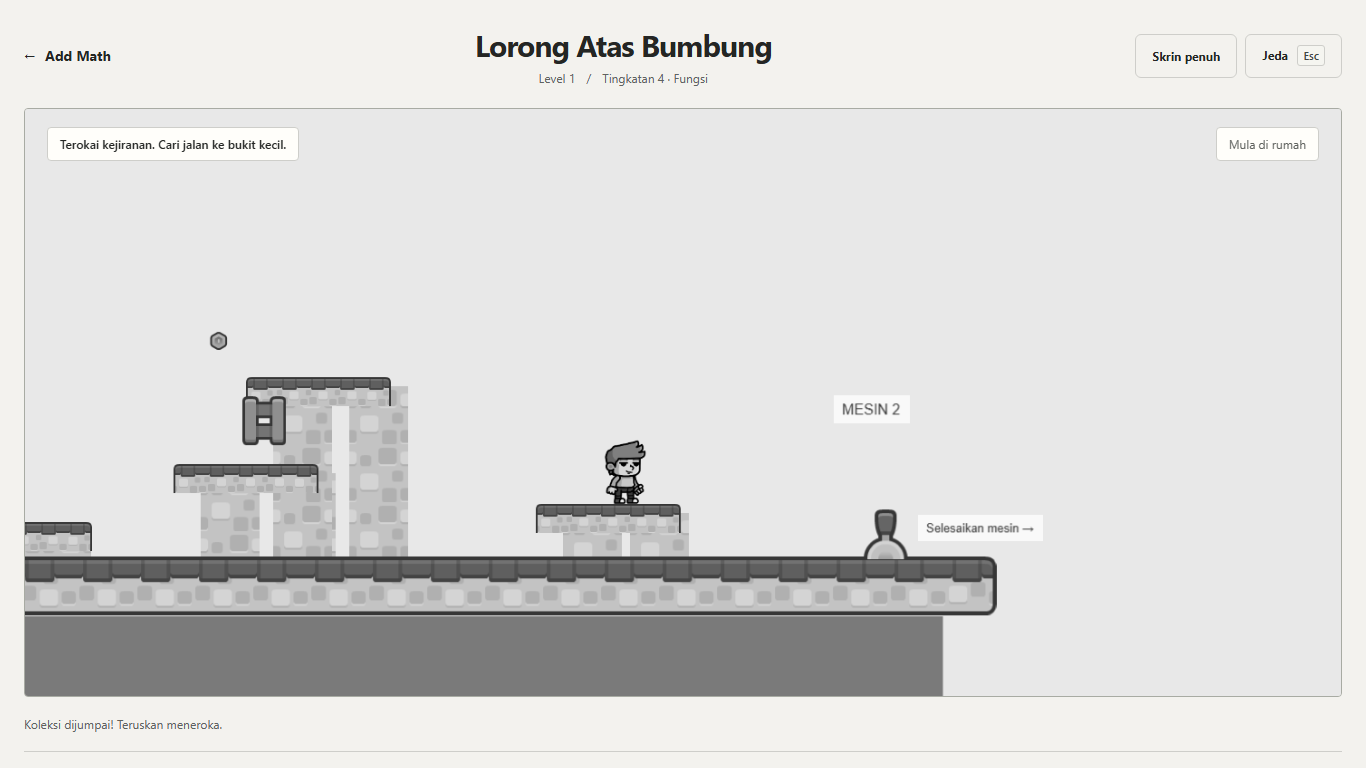 ← Add Math
Lorong Atas Bumbung
Level 1 / Tingkatan 4 · Fungsi
Skrin penuh
Jeda Esc
Terokai kejiranan. Cari jalan ke bukit kecil.
Mula di rumah
MESIN 2
Selesaikan mesin →
Koleksi dijumpai! Teruskan meneroka.